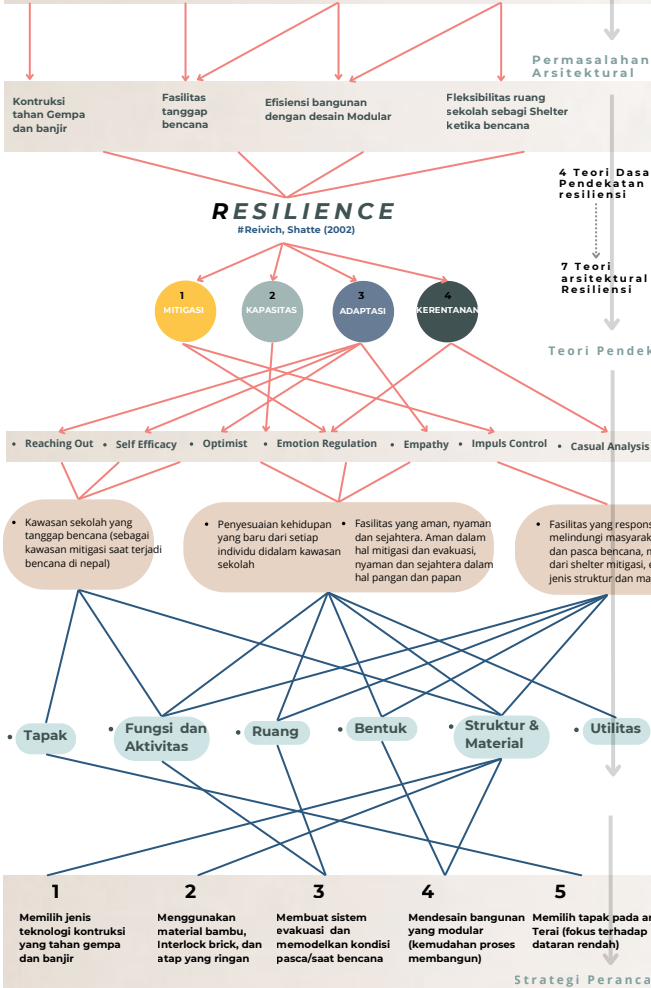 Permasalahan
Arsitektural
Kontruksi
tahan Gempa
dan banjir
Fasilitas
tanggap
bencana
Efisiensi bangunan
dengan desain Modular
Fleksibilitas ruang
sekolah sebagi Shelter
ketika bencana
4 Teori Dasa
Pendekatan
resiliensi
RESILIENCE
#Reivich, Shatte (2002)
7 Teori
arsitektural
Resiliensi
1
MITIGASI
2
KAPASITAS
3
ADAPTASI
4
KERENTANAN
Teori Pendek
• Reaching Out
• Self Efficacy
• Optimist
• Emotion Regulation
• Empathy
• Impuls Control
• Casual Analysis
• Kawasan sekolah yang
tanggap bencana (sebagai
kawasan mitigasi saat terjadi
bencana di nepal)
• Penyesuaian kehidupan
yang baru dari setiap
individu didalam kawasan
sekolah
• Fasilitas yang aman, nyaman
dan sejahtera. Aman dalam
hal mitigasi dan evakuasi,
nyaman dan sejahtera dalam
hal pangan dan papan
• Fasilitas yang respons
melindungi masyarak
dan pasca bencana, m
dari shelter mitigasi, e
jenis struktur dan ma
• Tapak
• Fungsi dan
Aktivitas
• Ruang
• Bentuk
• Struktur &
Material
• Utilitas
1
Memilih jenis
teknologi kontruksi
yang tahan gempa
dan banjir
2
Menggunakan
material bambu,
Interlock brick, dan
atap yang ringan
3
Membuat sistem
evakuasi dan
memodelkan kondisi
pasca/saat bencana
4
Mendesain bangunan
yang modular
(kemudahan proses
membangun)
5
Memilih tapak pada ar
Terai (fokus terhadap
dataran rendah)
Strategi Peranca